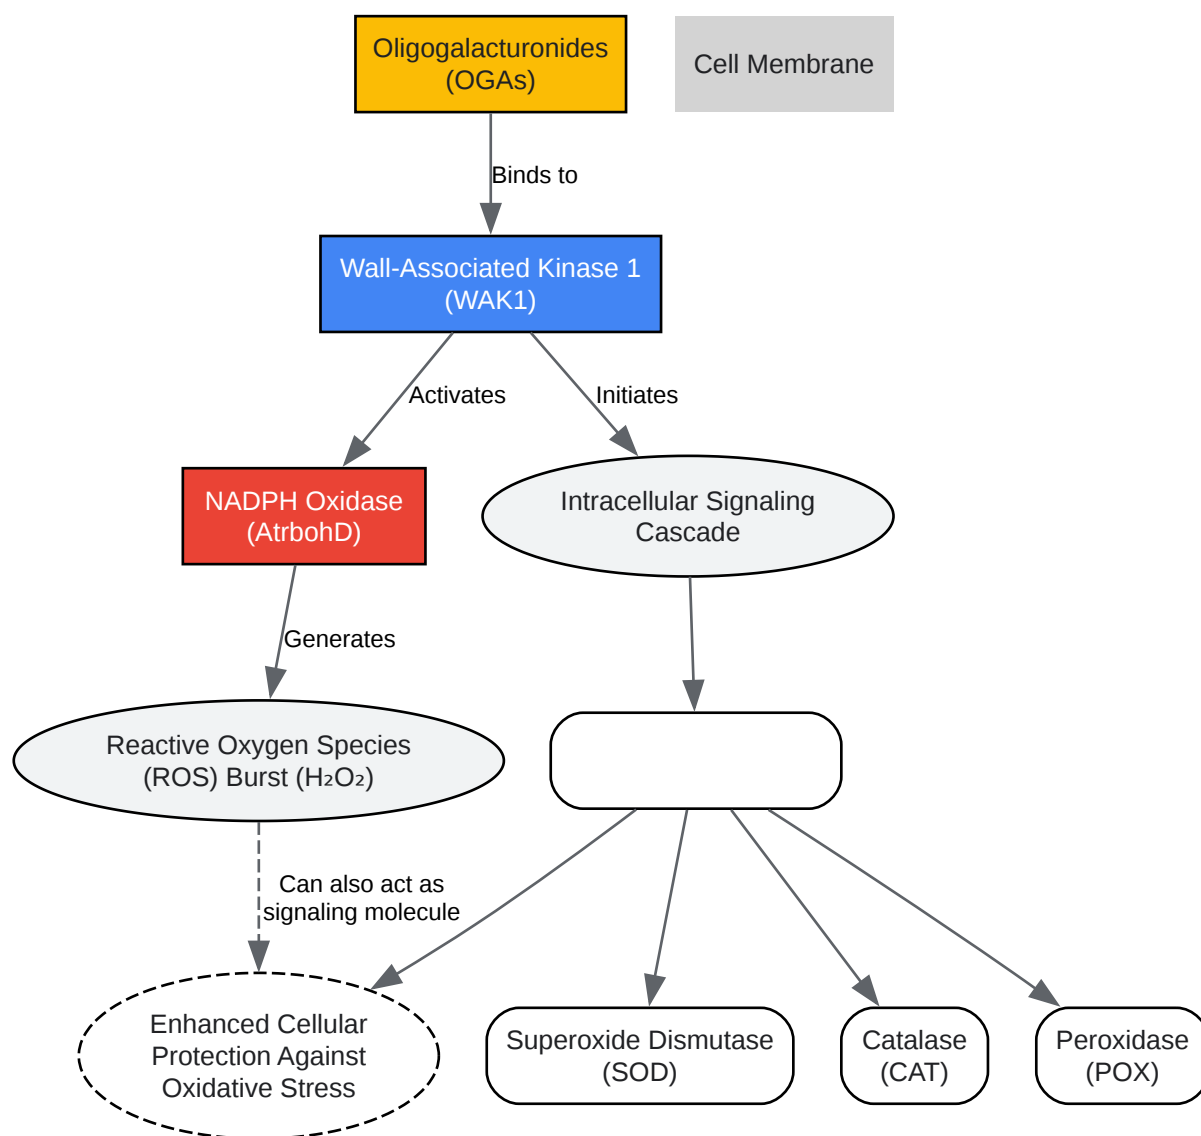 Oligogalacturonides
(OGAs)
Cell Membrane
Binds to
Wall-Associated Kinase 1
(WAK1)
Activates
Initiates
NADPH Oxidase
(AtrbohD)
Intracellular Signaling
Cascade
Generates
Reactive Oxygen Species
(ROS) Burst (H₂O₂)
Can also act as
signaling molecule
Enhanced Cellular
Protection Against
Oxidative Stress
Superoxide Dismutase
(SOD)
Catalase
(CAT)
Peroxidase
(POX)